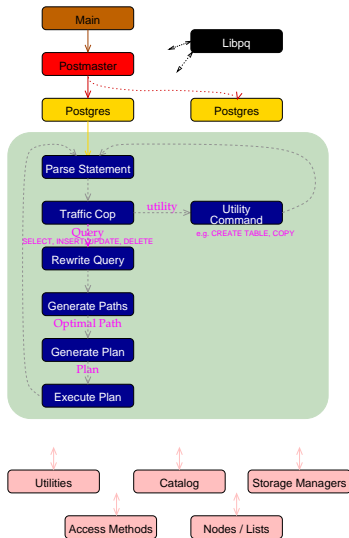 Main
Libpq
Postmaster
Postgres
Postgres
Parse Statement
Traffic Cop
utility
Utility
Command
Query
SELECT, INSERT, UPDATE, DELETE
e.g. CREATE TABLE, COPY
Rewrite Query
Generate Paths
Optimal Path
Generate Plan
Plan
Execute Plan
Utilities
Catalog
Storage Managers
Access Methods
Nodes / Lists